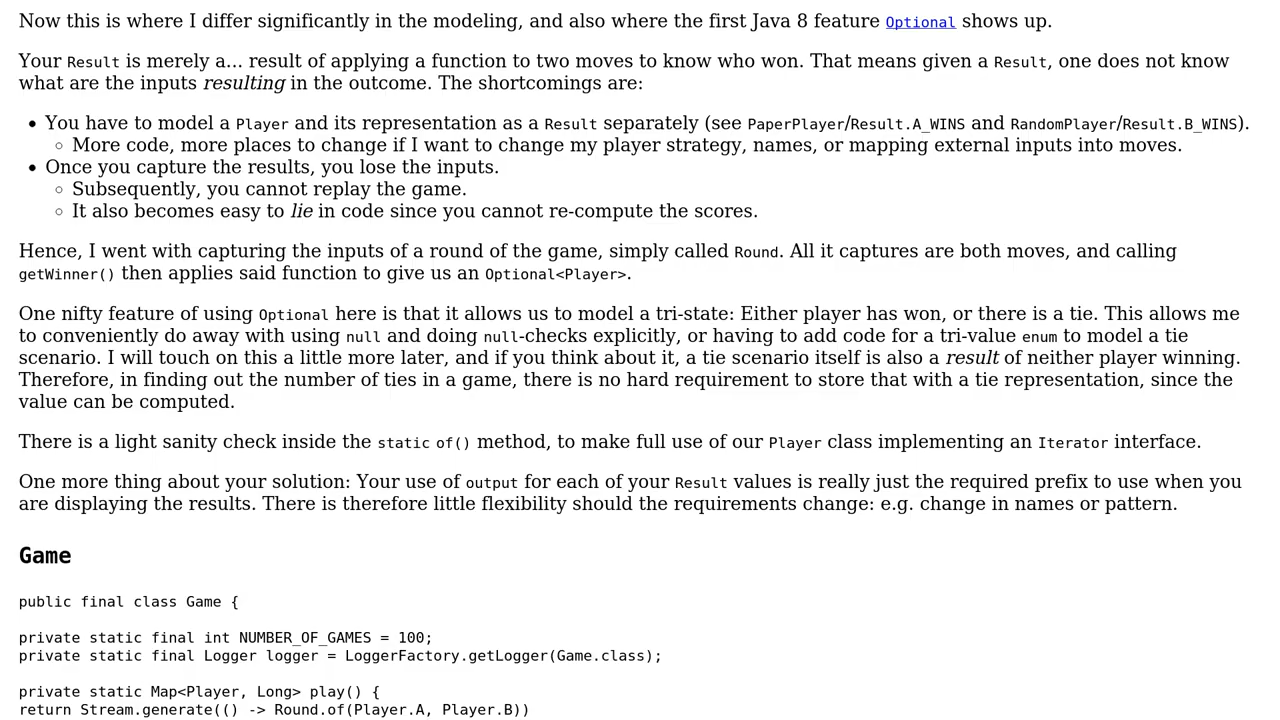 Now this is where I differ significantly in the modeling, and also where the first Java 8 feature Optional shows up.
Your Result is merely a... result of applying a function to two moves to know who won. That means given a Result, one does not know
what are the inputs resulting in the outcome. The shortcomings are:
• You have to model a Player and its representation as a Result separately (see PaperPlayer/Result.A_WINS and RandomPlayer/Result.B_WINS).
◦ More code, more places to change if I want to change my player strategy, names, or mapping external inputs into moves.
• Once you capture the results, you lose the inputs.
◦ Subsequently, you cannot replay the game.
◦ It also becomes easy to lie in code since you cannot re-compute the scores.
Hence, I went with capturing the inputs of a round of the game, simply called Round. All it captures are both moves, and calling
getWinner() then applies said function to give us an Optional<Player>.
One nifty feature of using Optional here is that it allows us to model a tri-state: Either player has won, or there is a tie. This allows me
to conveniently do away with using null and doing null-checks explicitly, or having to add code for a tri-value enum to model a tie
scenario. I will touch on this a little more later, and if you think about it, a tie scenario itself is also a result of neither player winning.
Therefore, in finding out the number of ties in a game, there is no hard requirement to store that with a tie representation, since the
value can be computed.
There is a light sanity check inside the static of() method, to make full use of our Player class implementing an Iterator interface.
One more thing about your solution: Your use of output for each of your Result values is really just the required prefix to use when you
are displaying the results. There is therefore little flexibility should the requirements change: e.g. change in names or pattern.
Game
public final class Game {
private static final int NUMBER_OF_GAMES = 100;
private static final Logger logger = LoggerFactory.getLogger(Game.class);
private static Map<Player, Long> play() {
return Stream.generate(() -> Round.of(Player.A, Player.B))